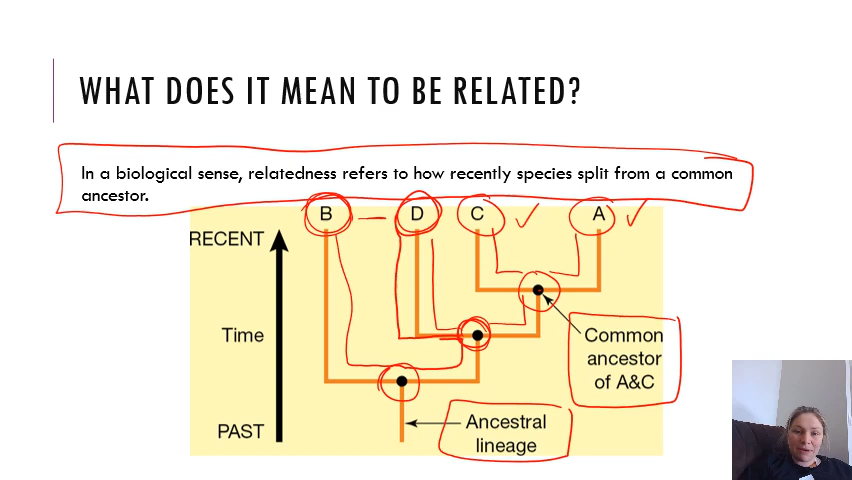 WHAT DOES IT MEAN TO BE RELATED?
In a biological sense, relatedness refers to how recently species split from a common
ancestor.
B D C A
RECENT
Time
Common
ancestor
of A&C
PAST
Ancestral
lineage